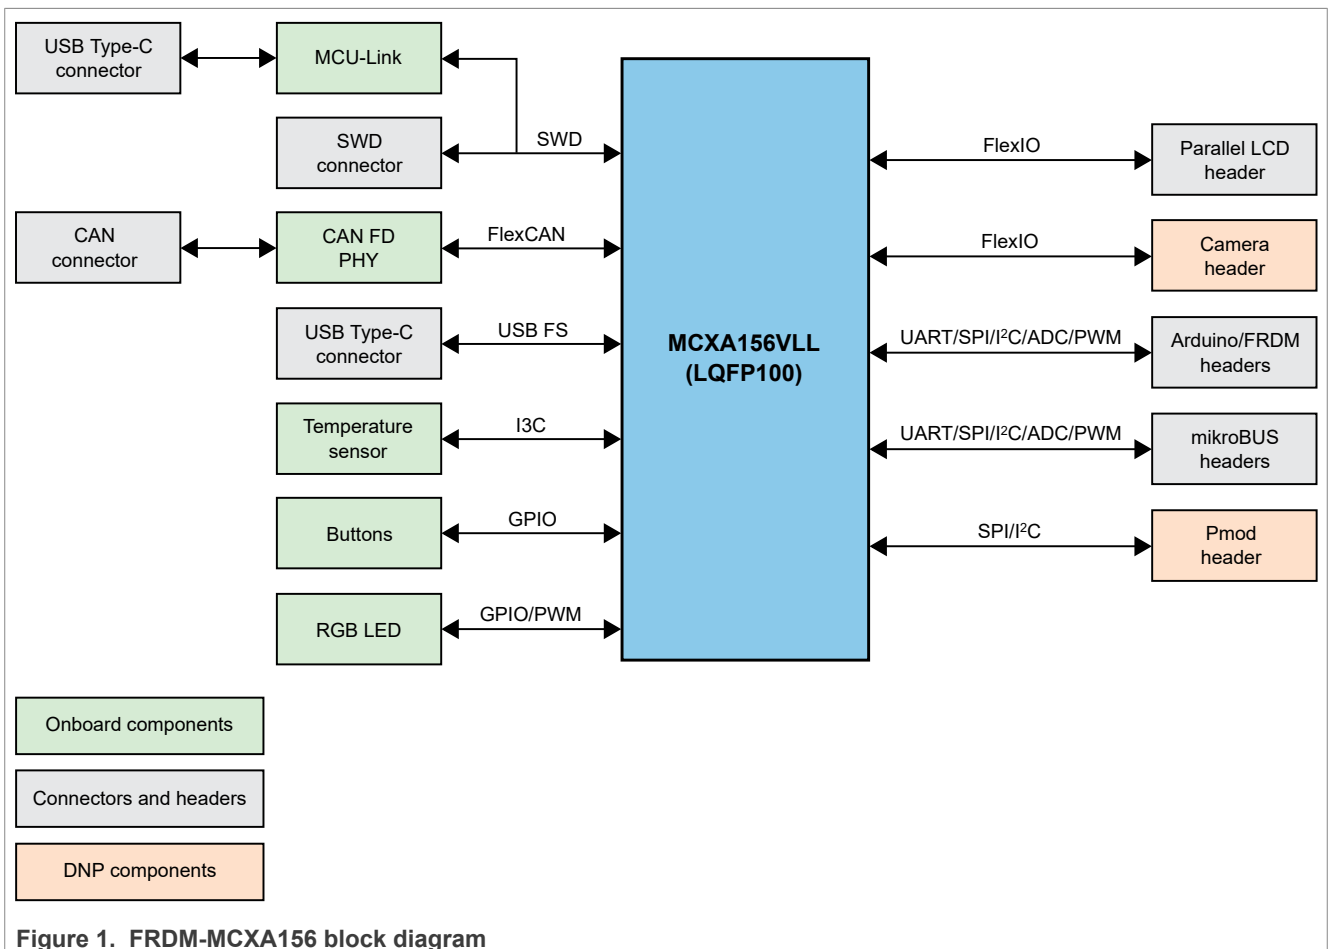 USB Type-C
connector
MCU-Link
SWD
connector
SWD
CAN
connector
CAN FD
PHY
FlexCAN
USB Type-C
connector
USB FS
Temperature
sensor
I3C
Buttons
GPIO
RGB LED
GPIO/PWM
MCXA156VLL
(LQFP100)
FlexIO
Parallel LCD
header
FlexIO
Camera
header
UART/SPI/I²C/ADC/PWM
Arduino/FRDM
headers
UART/SPI/I²C/ADC/PWM
mikroBUS
headers
SPI/I²C
Pmod
header
Onboard components
Connectors and headers
DNP components
Figure 1. FRDM-MCXA156 block diagram